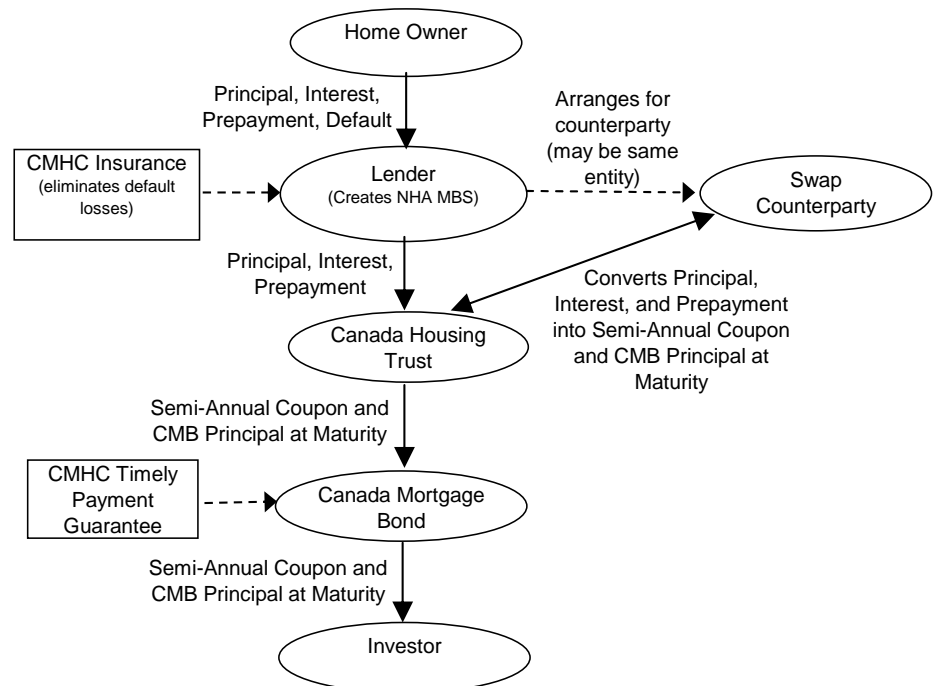 Home Owner
Principal, Interest,
Prepayment, Default
Arranges for
counterparty
(may be same
entity)
CMHC Insurance
(eliminates default
losses)
Lender
(Creates NHA MBS)
Swap
Counterparty
Principal, Interest,
Prepayment
Converts Principal,
Interest, and Prepayment
into Semi-Annual Coupon
and CMB Principal at
Maturity
Canada Housing
Trust
Semi-Annual Coupon and
CMB Principal at Maturity
CMHC Timely
Payment
Guarantee
Canada Mortgage
Bond
Semi-Annual Coupon and
CMB Principal at Maturity
Investor